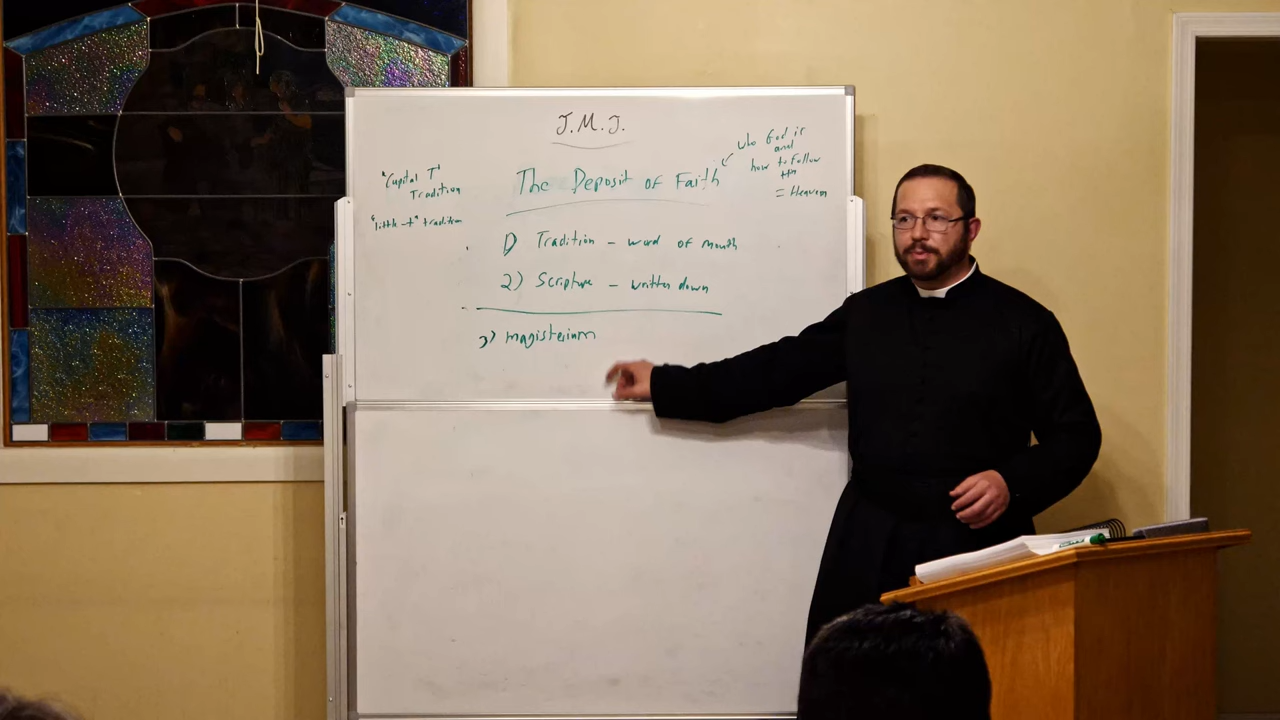 J.M.J.
The Deposit of Faith
who God is
and
how to follow
Him
= Heaven
"Capital T"
Tradition
"little-t" tradition
1) Tradition - word of mouth
2) Scripture - written down
3) magisterium